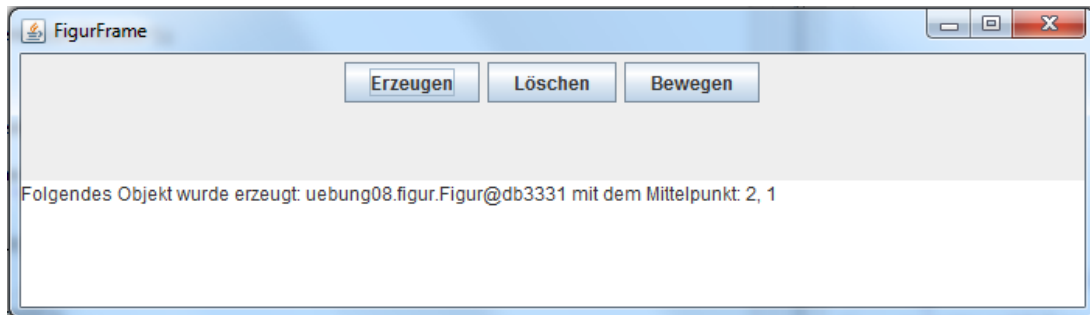 FigurFrame
Erzeugen Löschen Bewegen
Folgendes Objekt wurde erzeugt: uebung08.figur.Figur@db3331 mit dem Mittelpunkt: 2, 1